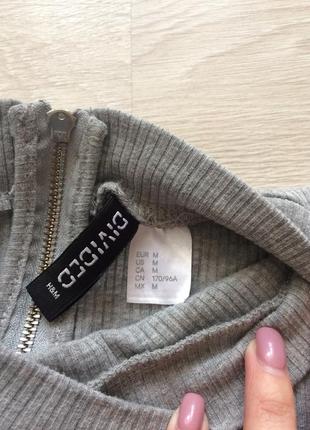 DIVIDED
H&M
EUR M
US M
CA M
CN 170/96A
MX M